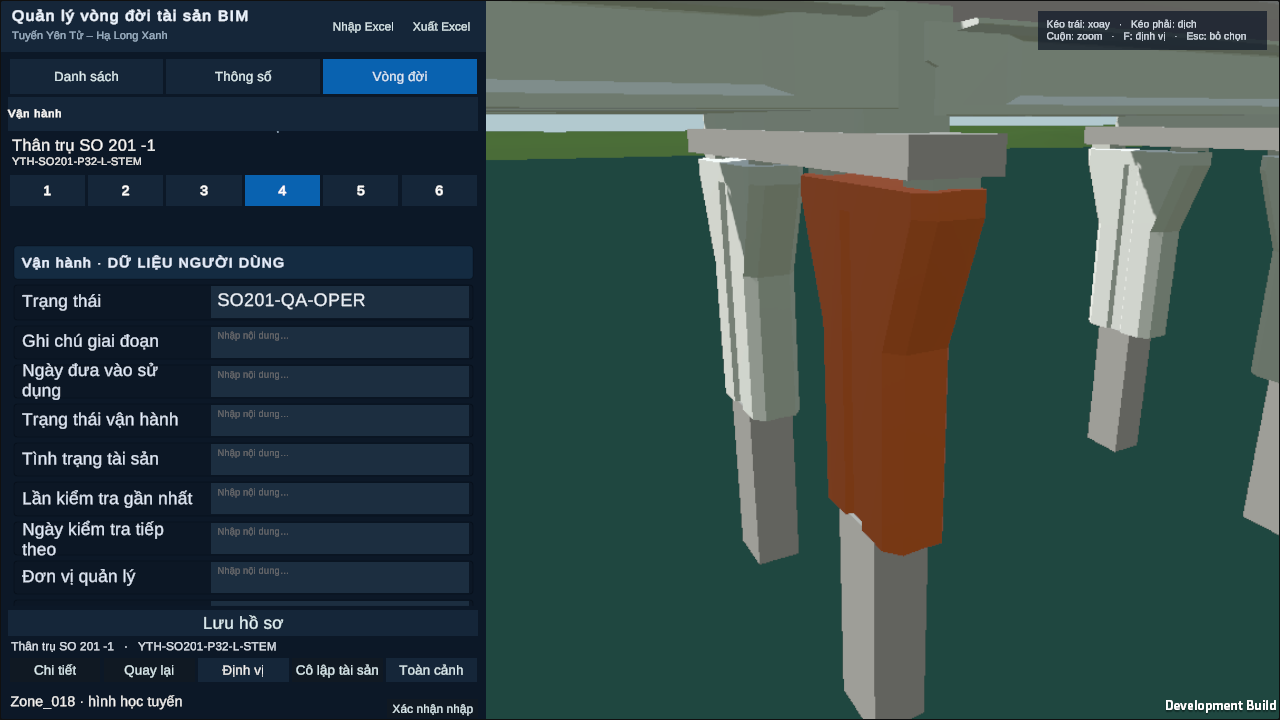 Quản lý vòng đời tài sản BIM
Tuyến Yên Tử – Hạ Long Xanh
Nhập Excel
Xuất Excel
Danh sách
Thông số
Vòng đời
Vận hành
Thân trụ SO 201 -1
YTH-SO201-P32-L-STEM
1
2
3
4
5
6
Vận hành · DỮ LIỆU NGƯỜI DÙNG
Trạng thái
SO201-QA-OPER
Ghi chú giai đoạn
Nhập nội dung...
Ngày đưa vào sử
dụng
Nhập nội dung...
Trạng thái vận hành
Nhập nội dung...
Tình trạng tài sản
Nhập nội dung...
Lần kiểm tra gần nhất
Nhập nội dung...
Ngày kiểm tra tiếp
theo
Nhập nội dung...
Đơn vị quản lý
Nhập nội dung...
Lưu hồ sơ
Thân trụ SO 201 -1 · YTH-SO201-P32-L-STEM
Chi tiết
Quay lại
Định vị
Cô lập tài sản
Toàn cảnh
Zone_018 · hình học tuyến
Xác nhận nhập
Kéo trái: xoay · Kéo phải: dịch
Cuộn: zoom · F: định vị · Esc: bỏ chọn
Development Build